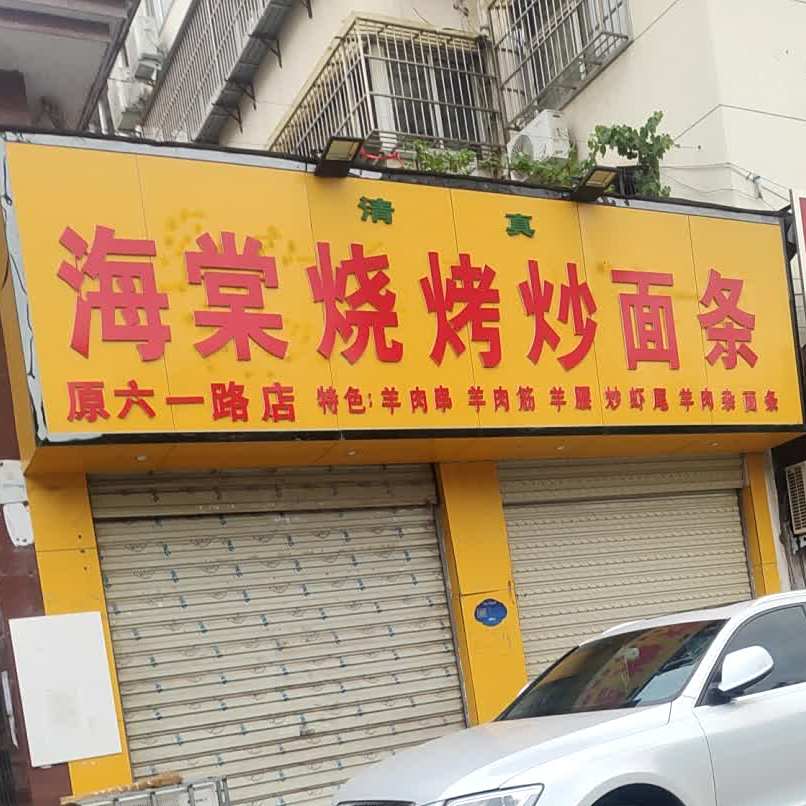 清真
海棠烧烤炒面条
原六一路店 特色:羊肉串 羊肉筋 羊腰 炒虾尾 羊肉杂面条